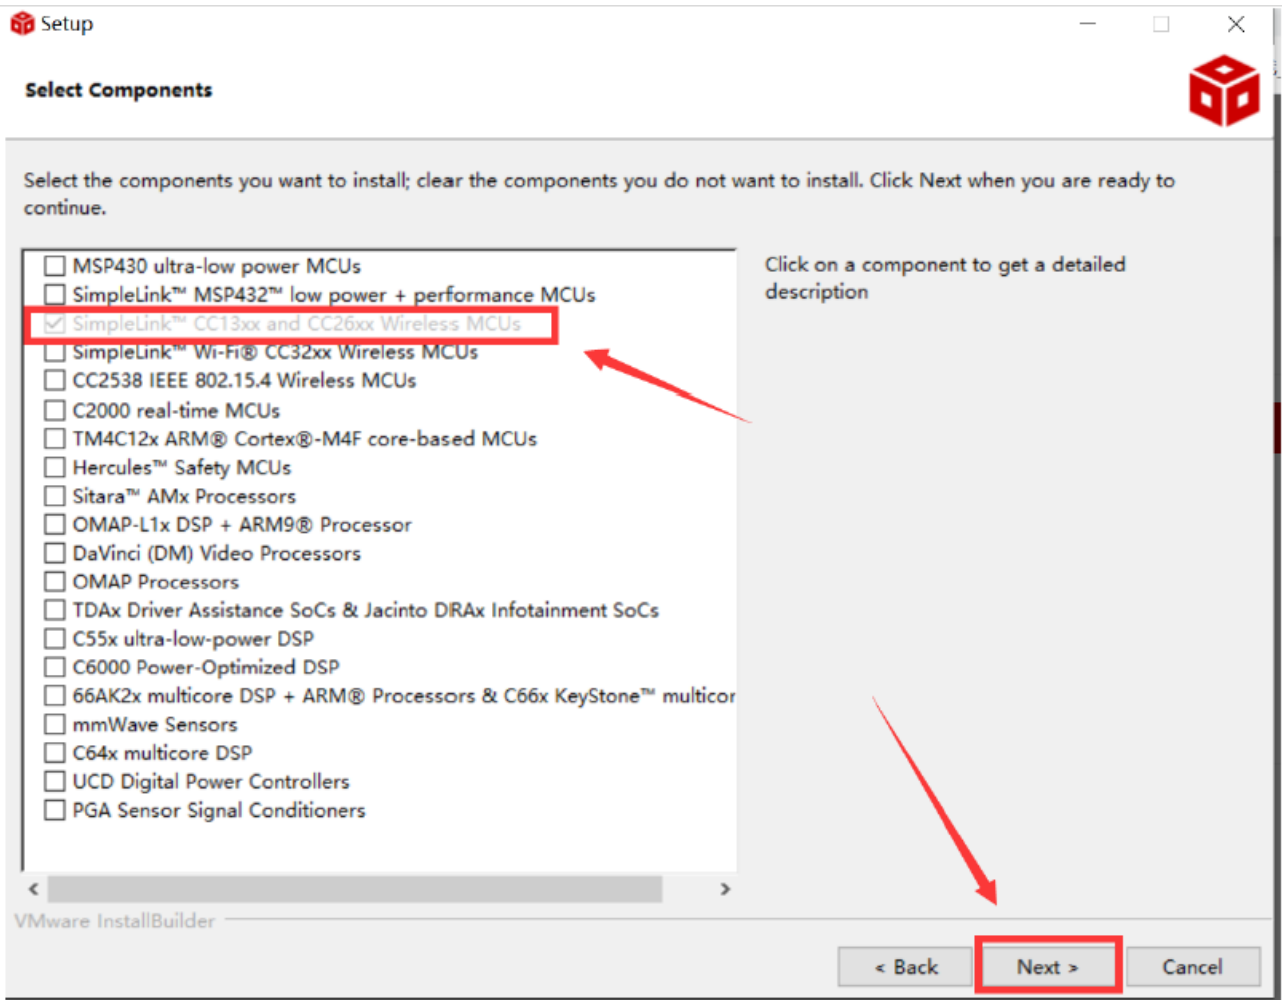 Setup
Select Components
Select the components you want to install; clear the components you do not want to install. Click Next when you are ready to
continue.
MSP430 ultra-low power MCUs
SimpleLink™ MSP432™ low power + performance MCUs
SimpleLink™ CC13xx and CC26xx Wireless MCUs
SimpleLink™ Wi-Fi® CC32xx Wireless MCUs
CC2538 IEEE 802.15.4 Wireless MCUs
C2000 real-time MCUs
TM4C12x ARM® Cortex®-M4F core-based MCUs
Hercules™ Safety MCUs
Sitara™ AMx Processors
OMAP-L1x DSP + ARM9® Processor
DaVinci (DM) Video Processors
OMAP Processors
TDAx Driver Assistance SoCs & Jacinto DRAx Infotainment SoCs
C55x ultra-low-power DSP
C6000 Power-Optimized DSP
66AK2x multicore DSP + ARM® Processors & C66x KeyStone™ multicor
mmWave Sensors
C64x multicore DSP
UCD Digital Power Controllers
PGA Sensor Signal Conditioners
Click on a component to get a detailed
description
VMware InstallBuilder
< Back
Next >
Cancel